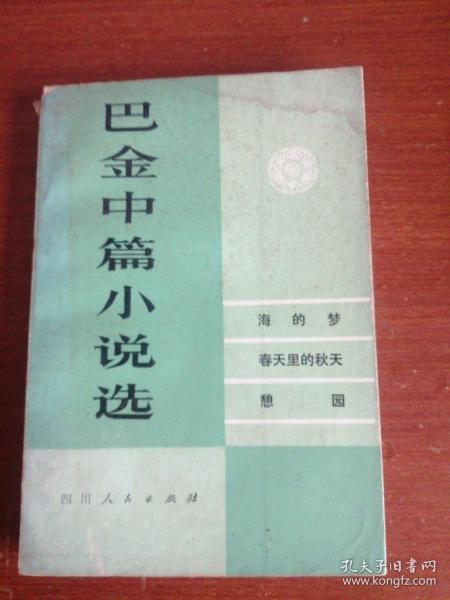 巴金中篇小说选
海的梦
春天里的秋天
憩园
四川人民出版社
孔夫子旧书网
www.kongfz.com